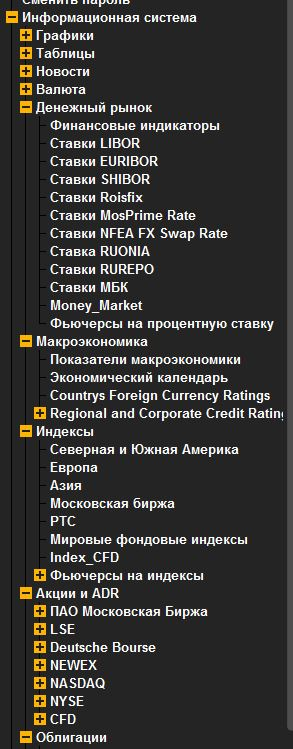 Сменить пароль
Информационная система
Графики
Таблицы
Новости
Валюта
Денежный рынок
Финансовые индикаторы
Ставки LIBOR
Ставки EURIBOR
Ставки SHIBOR
Ставки Roisfix
Ставки MosPrime Rate
Ставки NFEA FX Swap Rate
Ставка RUONIA
Ставки RUREPO
Ставки МБК
Money_Market
Фьючерсы на процентную ставку
Макроэкономика
Показатели макроэкономики
Экономический календарь
Countrys Foreign Currency Ratings
Regional and Corporate Credit Rating
Индексы
Северная и Южная Америка
Европа
Азия
Московская биржа
РТС
Мировые фондовые индексы
Index_CFD
Фьючерсы на индексы
Акции и ADR
ПАО Московская Биржа
LSE
Deutsche Bourse
NEWEX
NASDAQ
NYSE
CFD
Облигации